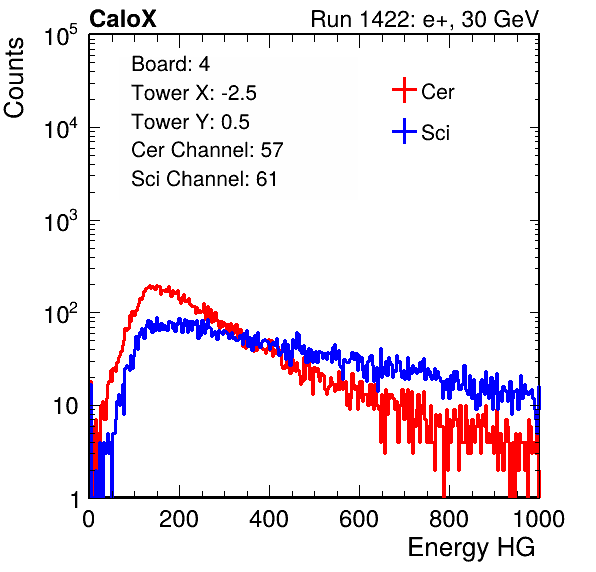 CaloX Run 1422: e+, 30 GeV
Counts
10^5
10^4
10^3
10^2
10
1
Board: 4
Tower X: -2.5
Tower Y: 0.5
Cer Channel: 57
Sci Channel: 61
Cer
Sci
0 200 400 600 800 1000
Energy HG